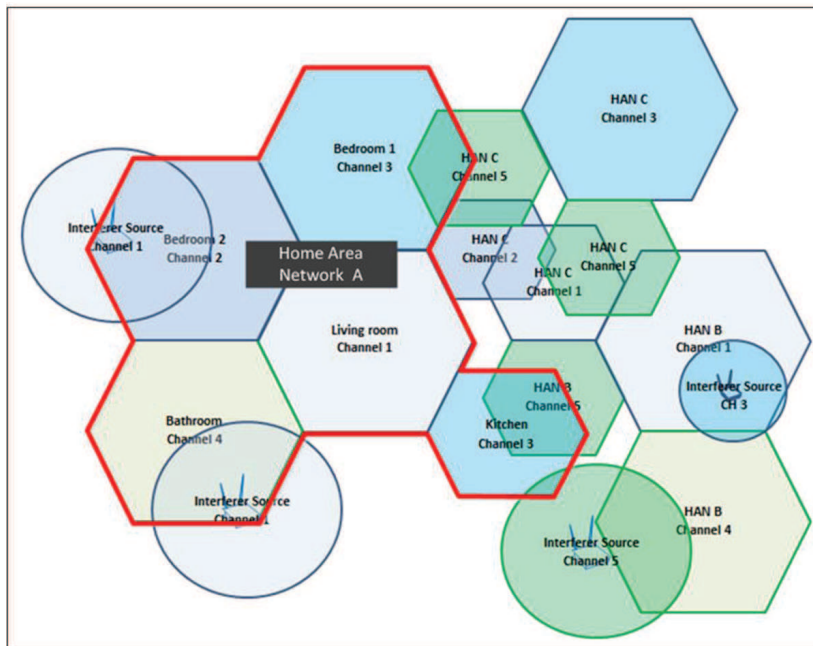 HAN C
Channel 3
Bedroom 1
Channel 3
HAN C
Channel 5
Interferer Source
Channel 1
Bedroom 2
Channel 2
Home Area
Network A
HAN C
Channel 2
HAN C
Channel 5
HAN C
Channel 1
Living room
Channel 1
HAN B
Channel 1
Interferer Source
CH 3
HAN B
Channel 5
Bathroom
Channel 4
Kitchen
Channel 3
Interferer Source
Channel 1
HAN B
Channel 4
Interferer Source
Channel 5